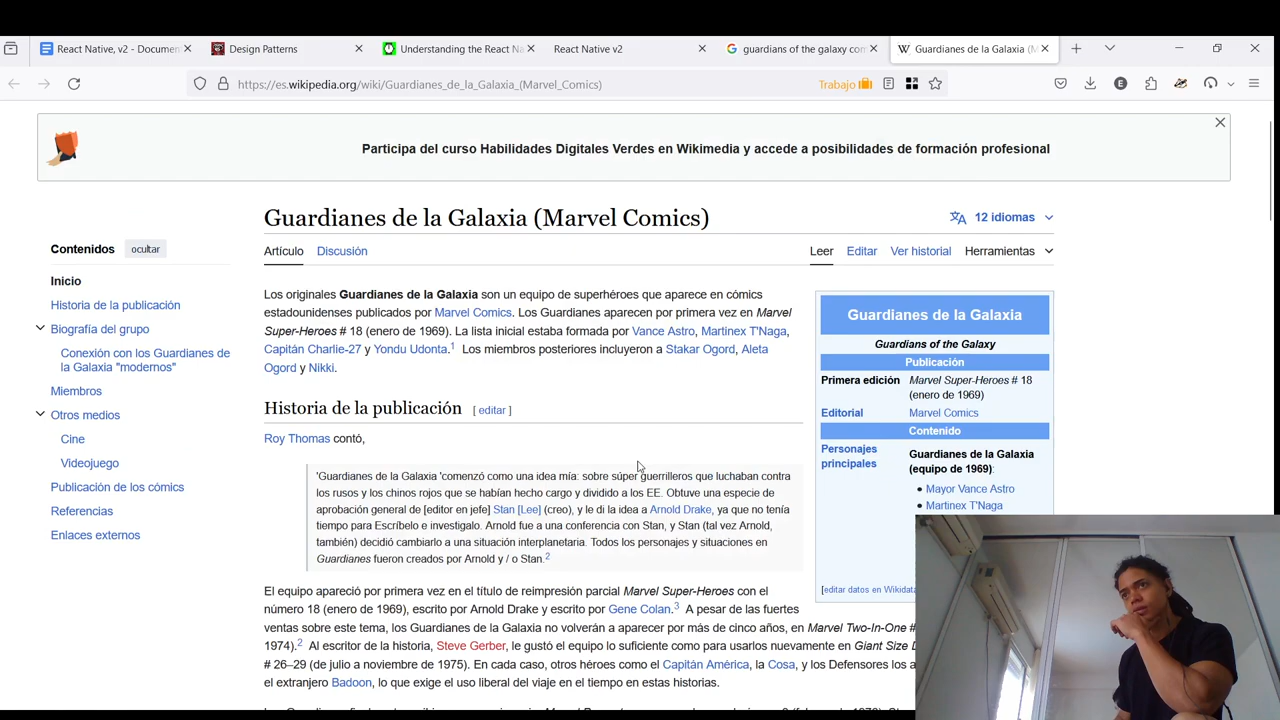 React Native, v2 - Documen
Design Patterns
Understanding the React Na
React Native v2
guardians of the galaxy com
Guardianes de la Galaxia (M
https://es.wikipedia.org/wiki/Guardianes_de_la_Galaxia_(Marvel_Comics)
Trabajo
Participa del curso Habilidades Digitales Verdes en Wikimedia y accede a posibilidades de formación profesional
Guardianes de la Galaxia (Marvel Comics)
12 idiomas
Contenidos ocultar
Artículo Discusión
Leer Editar Ver historial Herramientas
Inicio
Historia de la publicación
Biografía del grupo
Conexión con los Guardianes de
la Galaxia "modernos"
Miembros
Otros medios
Cine
Videojuego
Publicación de los cómics
Referencias
Enlaces externos
Los originales Guardianes de la Galaxia son un equipo de superhéroes que aparece en cómics
estadounidenses publicados por Marvel Comics. Los Guardianes aparecen por primera vez en Marvel
Super-Heroes # 18 (enero de 1969). La lista inicial estaba formada por Vance Astro, Martinex T'Naga,
Capitán Charlie-27 y Yondu Udonta.1 Los miembros posteriores incluyeron a Stakar Ogord, Aleta
Ogord y Nikki.
Historia de la publicación [ editar ]
Roy Thomas contó,
'Guardianes de la Galaxia 'comenzó como una idea mía: sobre súper guerrilleros que luchaban contra
los rusos y los chinos rojos que se habían hecho cargo y dividido a los EE. Obtuve una especie de
aprobación general de [editor en jefe] Stan [Lee] (creo), y le di la idea a Arnold Drake, ya que no tenía
tiempo para Escríbelo e investigalo. Arnold fue a una conferencia con Stan, y Stan (tal vez Arnold,
también) decidió cambiarlo a una situación interplanetaria. Todos los personajes y situaciones en
Guardianes fueron creados por Arnold y / o Stan.2
El equipo apareció por primera vez en el título de reimpresión parcial Marvel Super-Heroes con el
número 18 (enero de 1969), escrito por Arnold Drake y escrito por Gene Colan.3 A pesar de las fuertes
ventas sobre este tema, los Guardianes de la Galaxia no volverán a aparecer por más de cinco años, en Marvel Two-In-One #
1974).2 Al escritor de la historia, Steve Gerber, le gustó el equipo lo suficiente como para usarlos nuevamente en Giant Size D
# 26–29 (de julio a noviembre de 1975). En cada caso, otros héroes como el Capitán América, la Cosa, y los Defensores los a
el extranjero Badoon, lo que exige el uso liberal del viaje en el tiempo en estas historias.
Guardianes de la Galaxia
Guardians of the Galaxy
Publicación
Primera edición Marvel Super-Heroes # 18
(enero de 1969)
Editorial Marvel Comics
Contenido
Personajes
principales
Guardianes de la Galaxia
(equipo de 1969):
Mayor Vance Astro
Martinex T'Naga
[editar datos en Wikidata